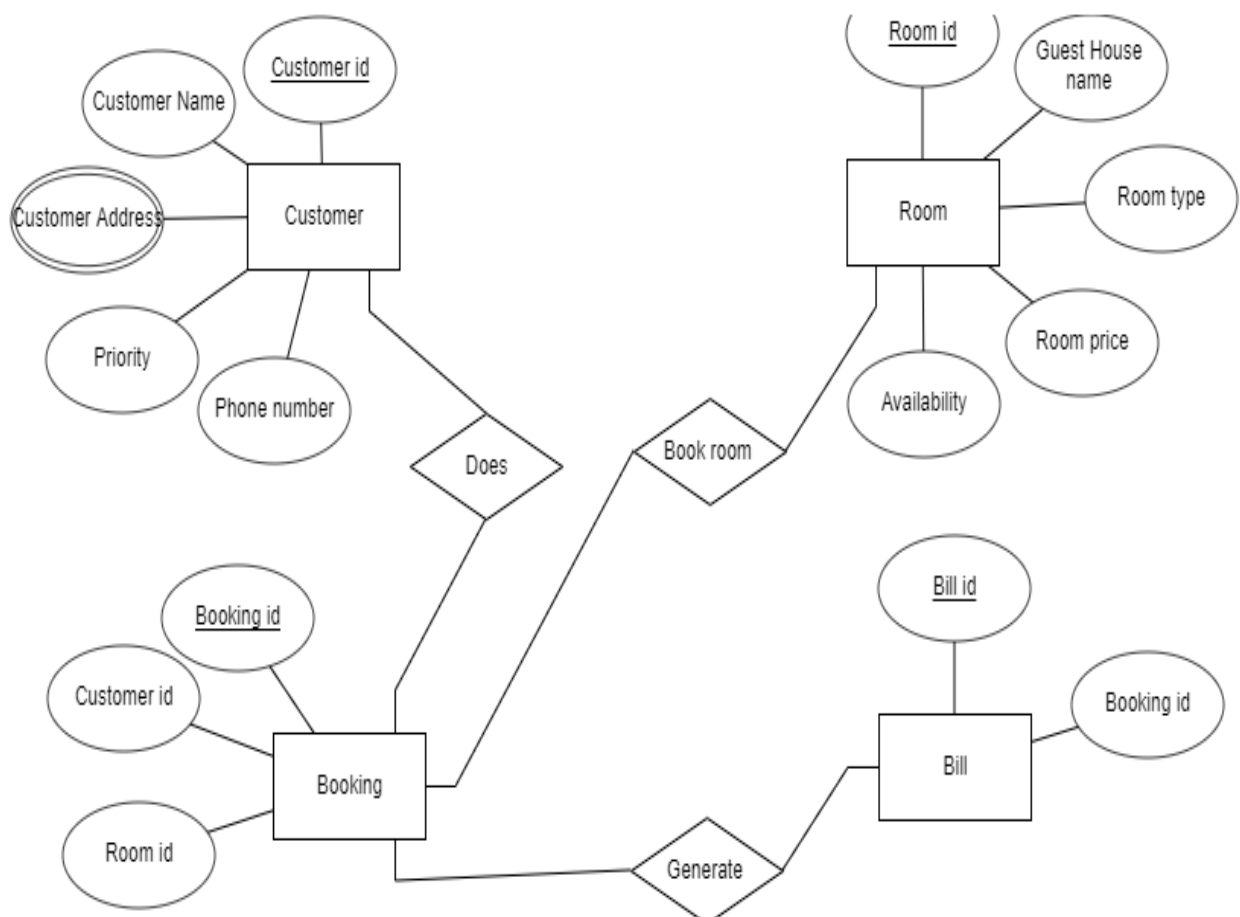 Customer id
Customer Name
Customer Address
Customer
Priority
Phone number
Room id
Guest House
name
Room type
Room
Room price
Availability
Does
Book room
Booking id
Customer id
Booking
Room id
Bill id
Booking id
Bill
Generate